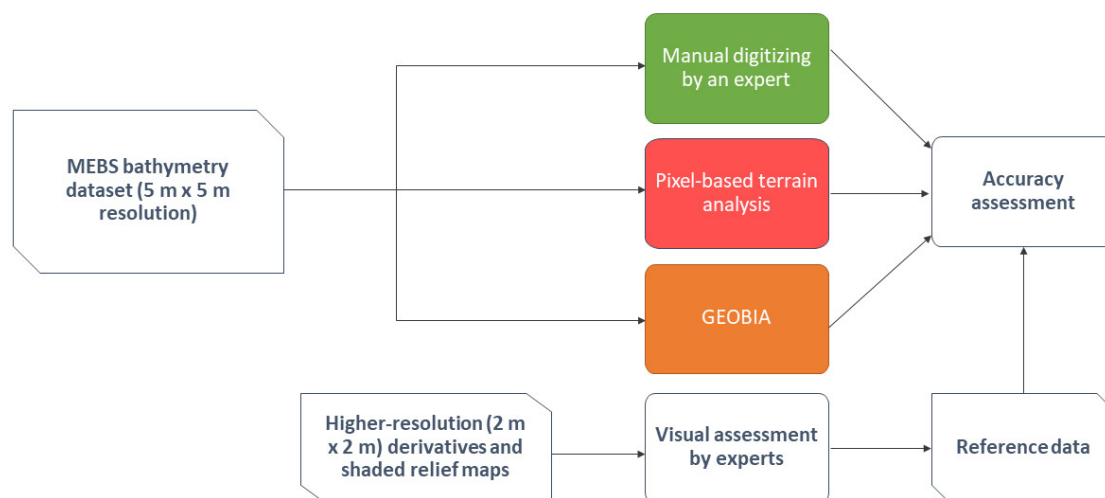 Manual digitizing
by an expert
MEBS bathymetry
dataset (5 m x 5 m
resolution)
Pixel-based terrain
analysis
Accuracy
assessment
GEOBIA
Higher-resolution (2 m
x 2 m) derivatives and
shaded relief maps
Visual assessment
by experts
Reference data